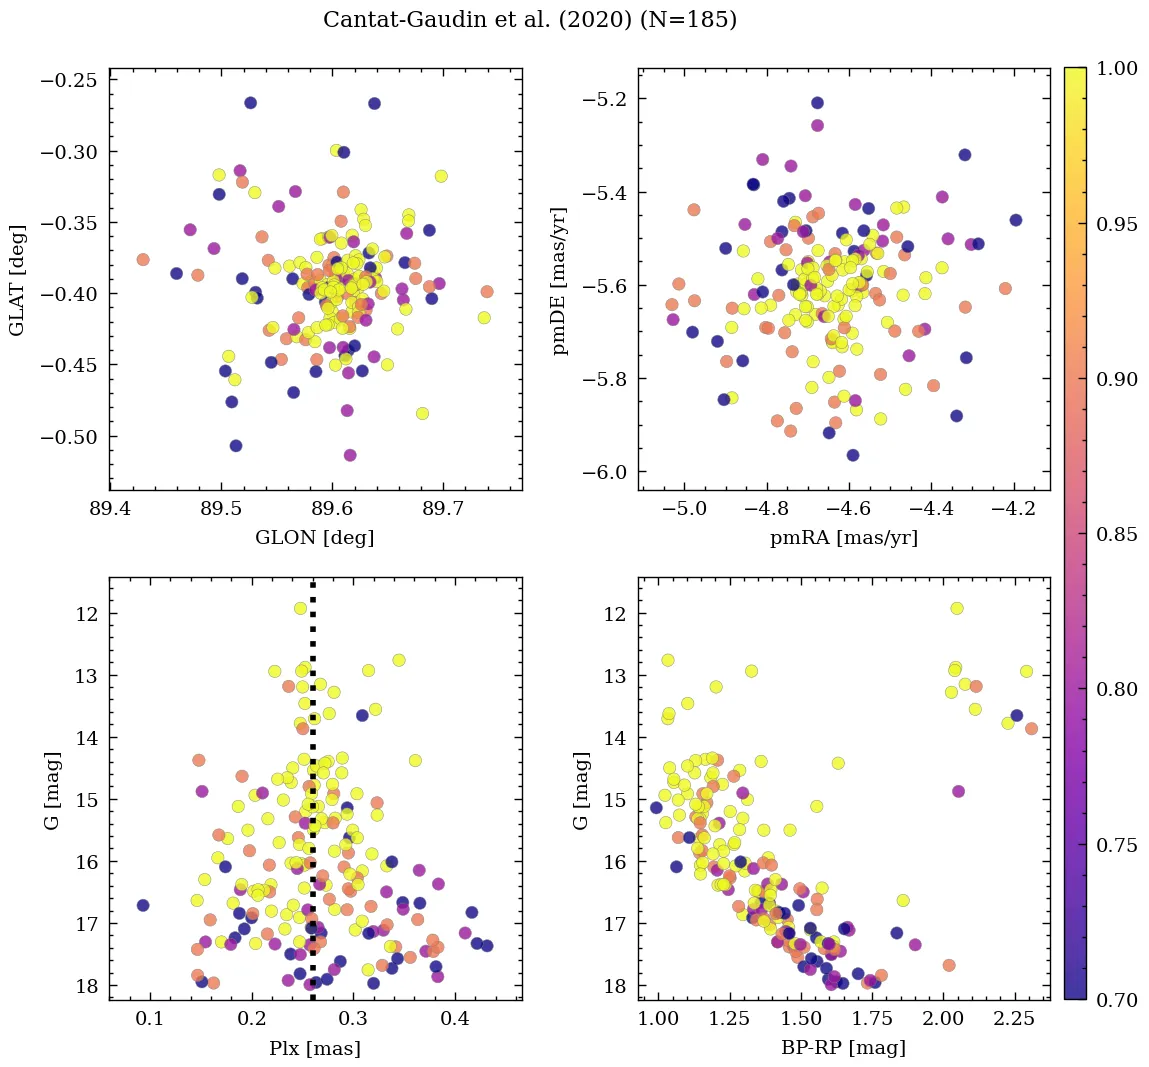 Cantat-Gaudin et al. (2020) (N=185)
−0.25
−0.30
−0.35
−0.40
−0.45
−0.50
GLAT [deg]
89.4 89.5 89.6 89.7
GLON [deg]
−5.2
−5.4
−5.6
−5.8
−6.0
pmDE [mas/yr]
−5.0 −4.8 −4.6 −4.4 −4.2
pmRA [mas/yr]
12
13
14
15
16
17
18
G [mag]
0.1 0.2 0.3 0.4
Plx [mas]
12
13
14
15
16
17
18
G [mag]
1.00 1.25 1.50 1.75 2.00 2.25
BP-RP [mag]
1.00
0.95
0.90
0.85
0.80
0.75
0.70